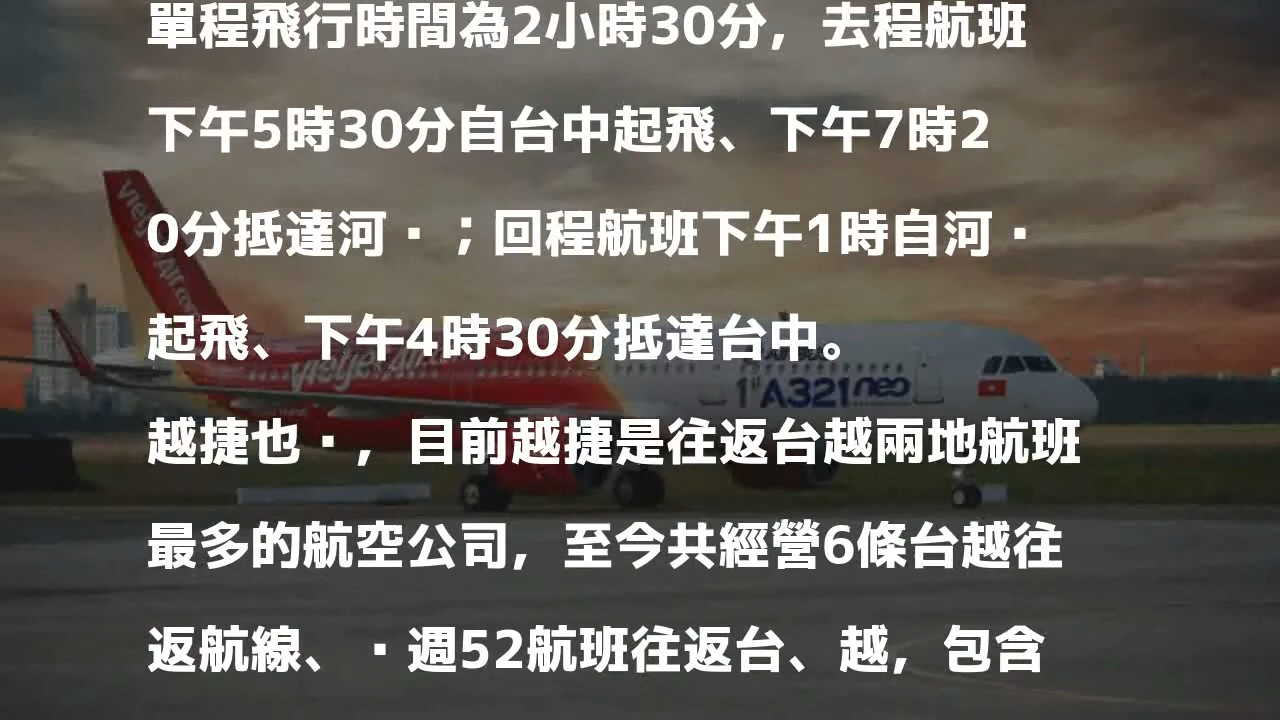 單程飛行時間為2小時30分，去程航班
下午5時30分自台中起飛、下午7時2
0分抵達河▪；回程航班下午1時自河▪
起飛、下午4時30分抵達台中。
越捷也▪，目前越捷是往返台越兩地航班
最多的航空公司，至今共經營6條台越往
返航線、▪週52航班往返台、越，包含
VietjetAir.com
VietjetAir
1st A321neo